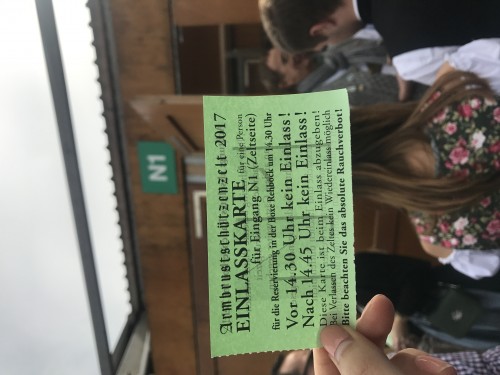 Armbrustschützenzelt 2017
EINLASSKARTE für eine Person
für Eingang N1 (Zeltseite)
für die Reservierung in der Boxe Rehbock um 14.30 Uhr
Vor 14.30 Uhr kein Einlass!
Nach 14.45 Uhr kein Einlass!
Diese Karte ist beim Einlass abzugeben!
Bei Verlassen des Zeltes kein Wiedereinlass möglich
Bitte beachten Sie das absolute Rauchverbot!
N1